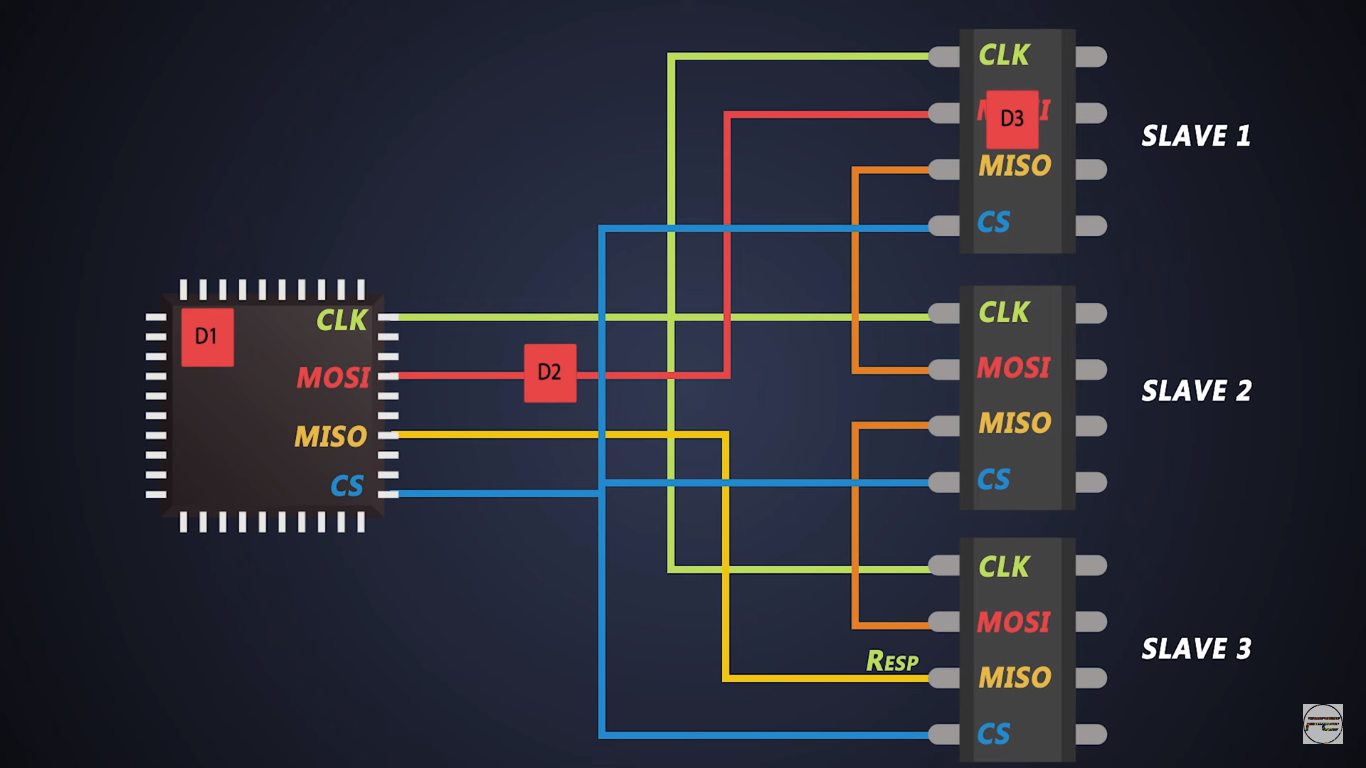 CLK
D1
MOSI
MISO
CS
D2
CLK
D3
MISO
CS
SLAVE 1
CLK
MOSI
MISO
CS
SLAVE 2
CLK
MOSI
RESP
MISO
CS
SLAVE 3